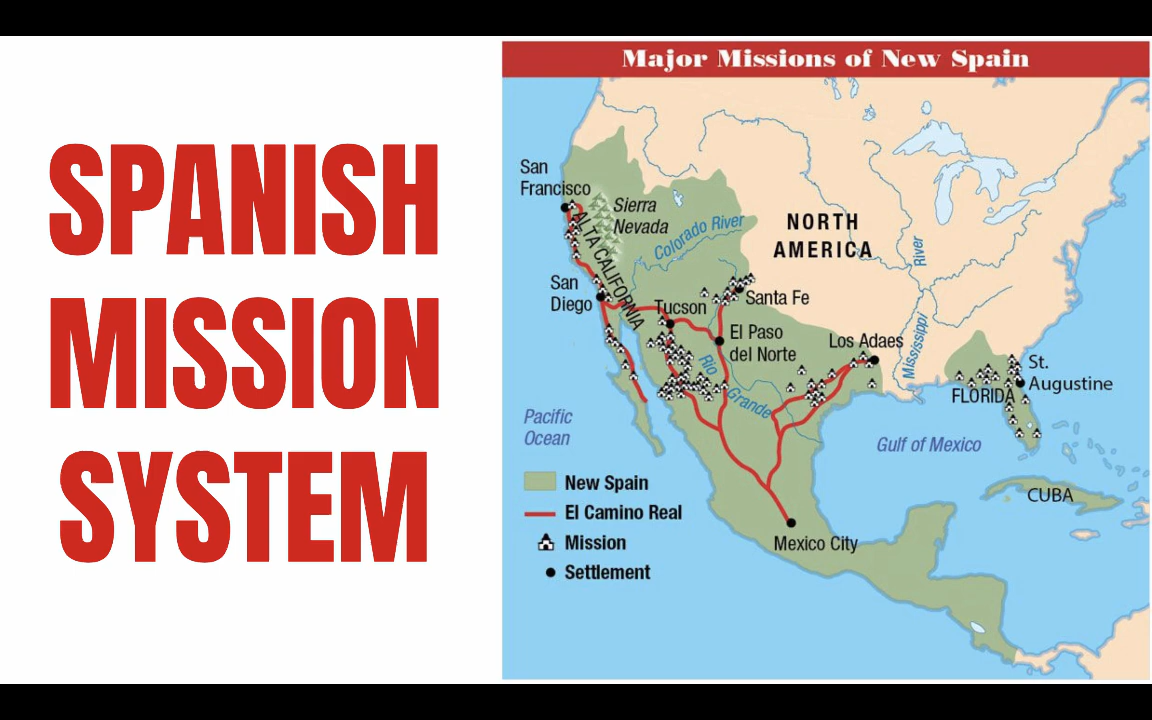 SPANISH
MISSION
SYSTEM
Major Missions of New Spain
San
Francisco
Sierra
Nevada
ALTA CALIFORNIA
Colorado River
NORTH
AMERICA
San
Diego
Tucson
Santa Fe
El Paso
del Norte
Los Adaes
Mississippi River
Rio Grande
St.
Augustine
FLORIDA
Pacific
Ocean
Gulf of Mexico
CUBA
New Spain
El Camino Real
Mission
Settlement
Mexico City